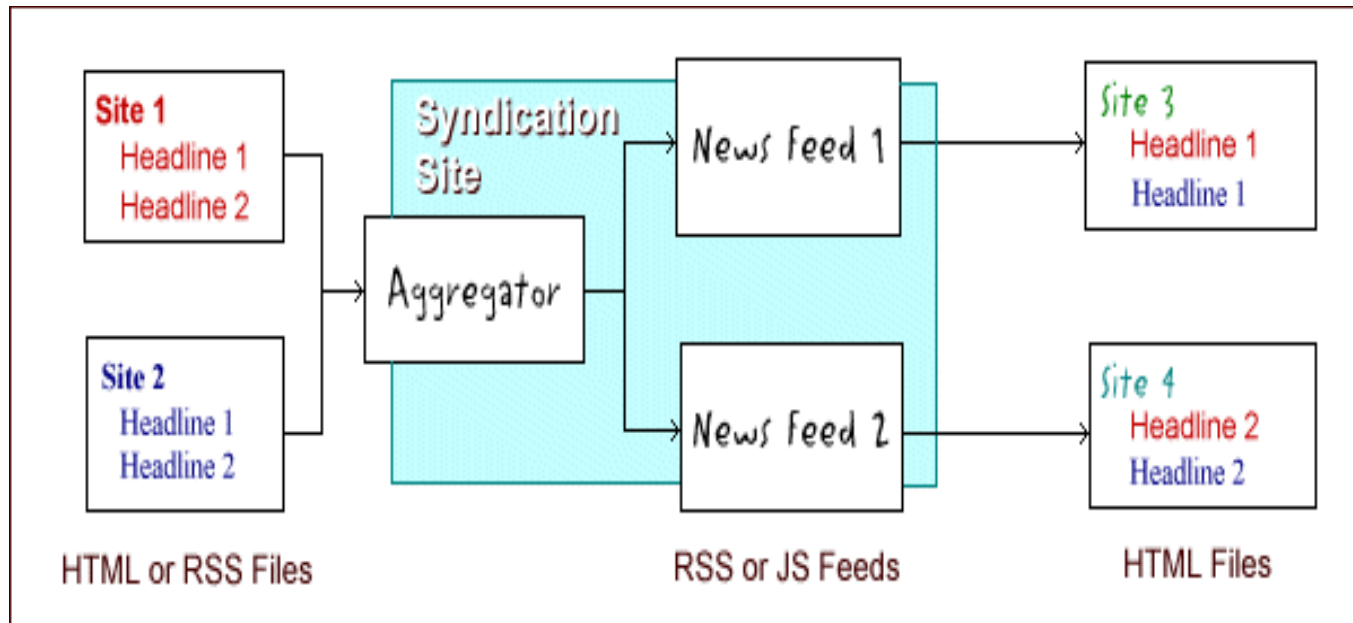 Site 1
Headline 1
Headline 2
Site 2
Headline 1
Headline 2
HTML or RSS Files
Syndication
Site
Aggregator
News Feed 1
News Feed 2
RSS or JS Feeds
Site 3
Headline 1
Headline 1
Site 4
Headline 2
Headline 2
HTML Files